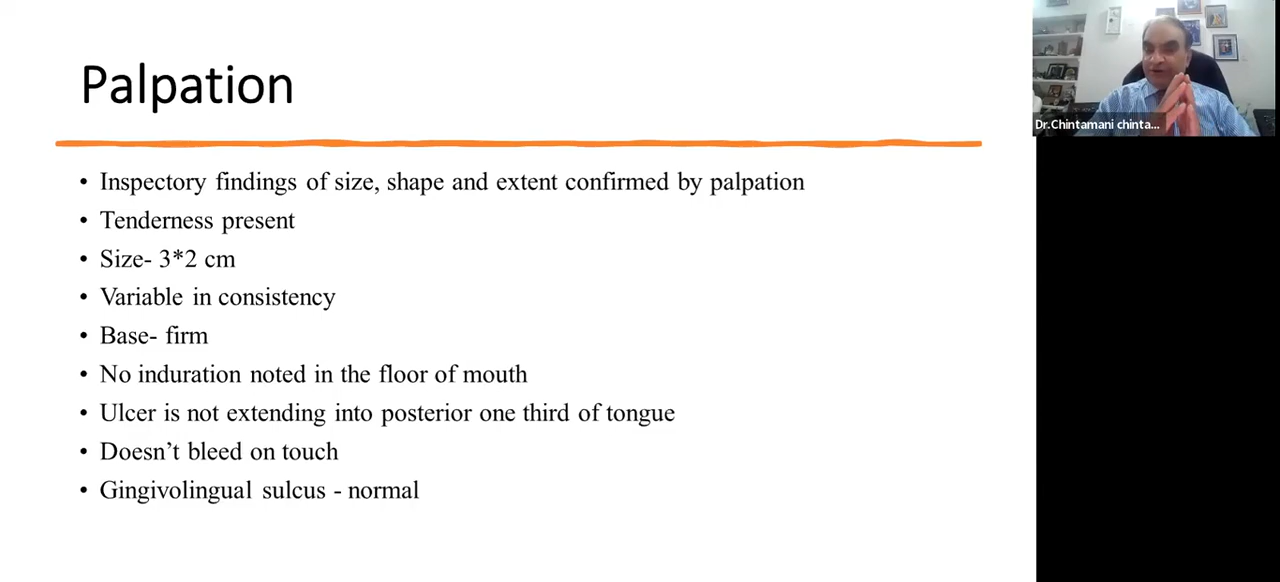 Palpation
• Inspectory findings of size, shape and extent confirmed by palpation
• Tenderness present
• Size- 3*2 cm
• Variable in consistency
• Base- firm
• No induration noted in the floor of mouth
• Ulcer is not extending into posterior one third of tongue
• Doesn’t bleed on touch
• Gingivolingual sulcus - normal
Dr.Chintamani chinta...